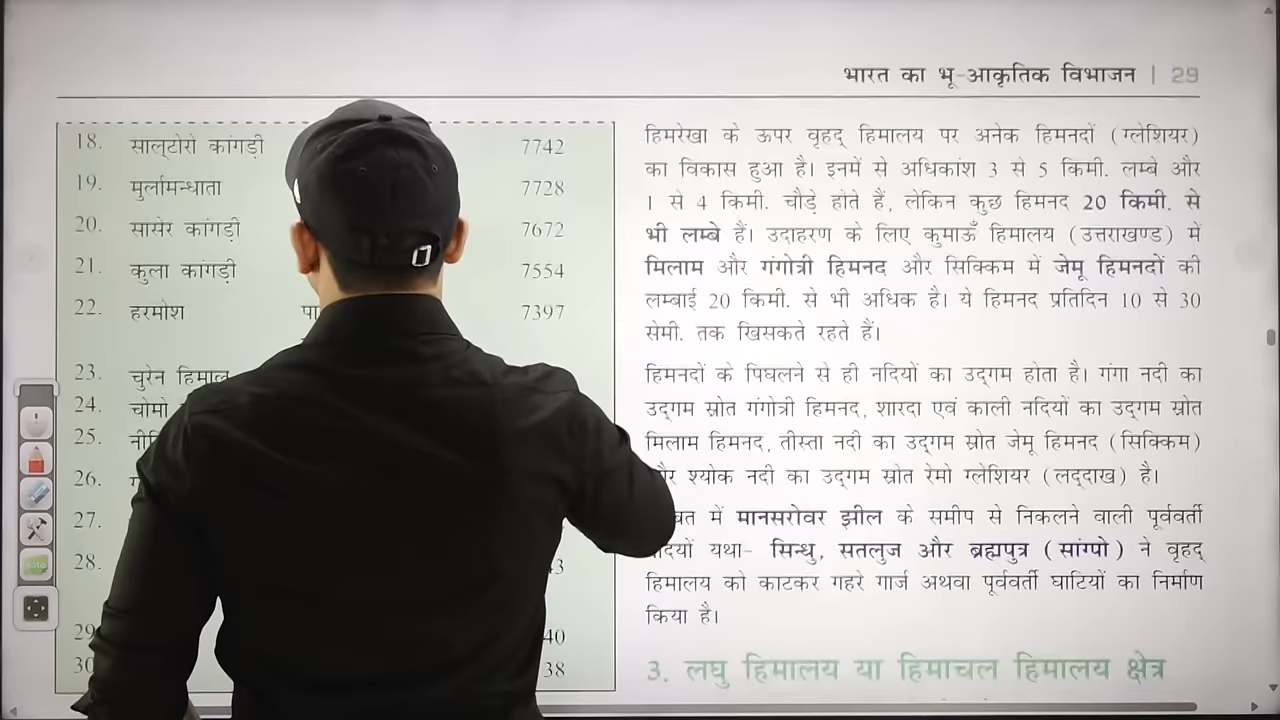 भारत का भू-आकृतिक विभाजन | 29
18. साल्टोरो कांगड़ी 7742
19. मुर्लामन्धाता 7728
20. सासेर कांगड़ी 7672
21. कुला कांगड़ी 7554
22. हरमोश 7397
23. चुरेन हिमाल
24. चोमो
25.
26.
27.
28.
29
30 38
40
हिमरेखा के ऊपर वृहद् हिमालय पर अनेक हिमनदों (ग्लेशियर)
का विकास हुआ है। इनमें से अधिकांश 3 से 5 किमी. लम्बे और
1 से 4 किमी. चौड़े होते हैं, लेकिन कुछ हिमनद 20 किमी. से
भी लम्बे हैं। उदाहरण के लिए कुमाऊँ हिमालय (उत्तराखण्ड) में
मिलाम और गंगोत्री हिमनद और सिक्किम में जेमू हिमनदों की
लम्बाई 20 किमी. से भी अधिक है। ये हिमनद प्रतिदिन 10 से 30
सेमी. तक खिसकते रहते हैं।
हिमनदों के पिघलने से ही नदियों का उद्गम होता है। गंगा नदी का
उद्गम स्रोत गंगोत्री हिमनद, शारदा एवं काली नदियों का उद्गम स्रोत
मिलाम हिमनद, तीस्ता नदी का उद्गम स्रोत जेमू हिमनद (सिक्किम)
श्योक नदी का उद्गम स्रोत रेमो ग्लेशियर (लद्दाख) है।
में मानसरोवर झील के समीप से निकलने वाली पूर्ववर्ती
यथा- सिन्धु, सतलुज और ब्रह्मपुत्र (सांग्पो) ने वृहद्
हिमालय को काटकर गहरे गार्ज अथवा पूर्ववर्ती घाटियों का निर्माण
किया है।
3. लघु हिमालय या हिमाचल हिमालय क्षेत्र